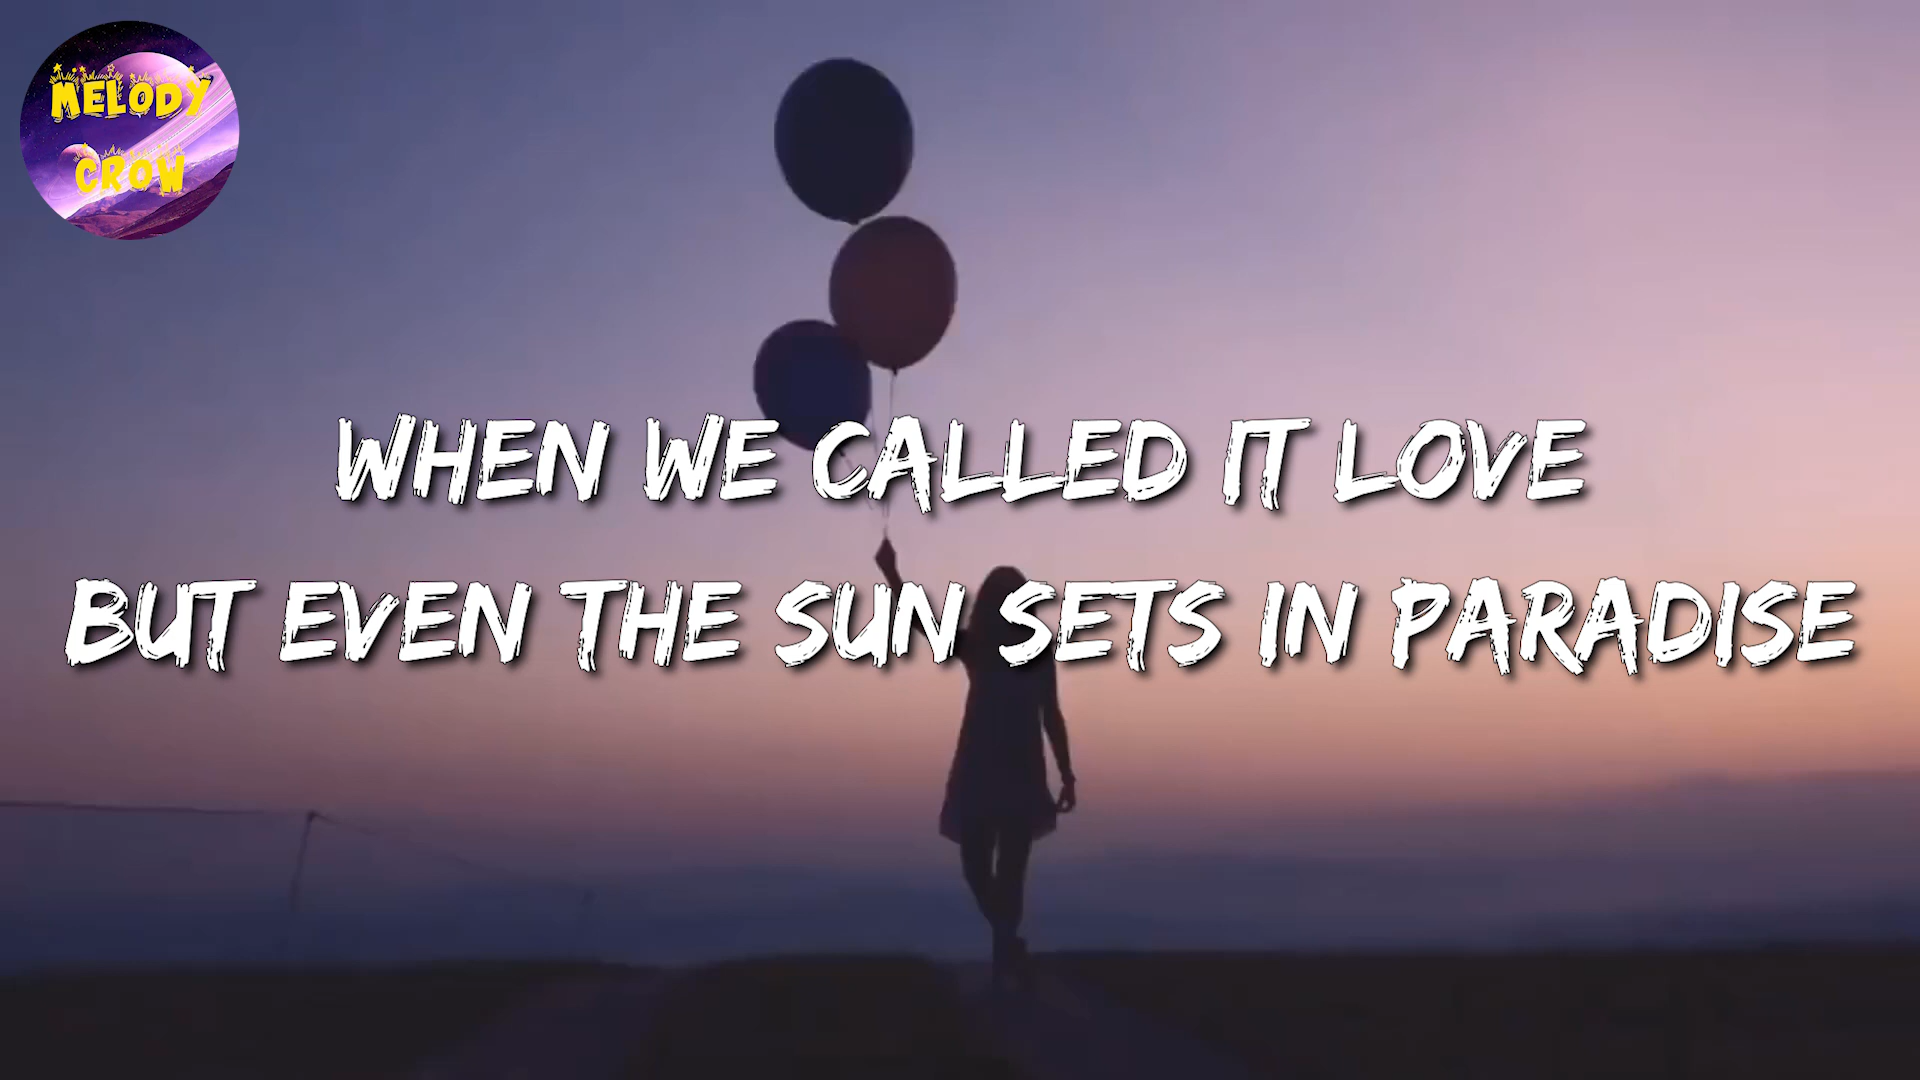 MELODY
CROW
WHEN WE CALLED IT LOVE
BUT EVEN THE SUN SETS IN PARADISE